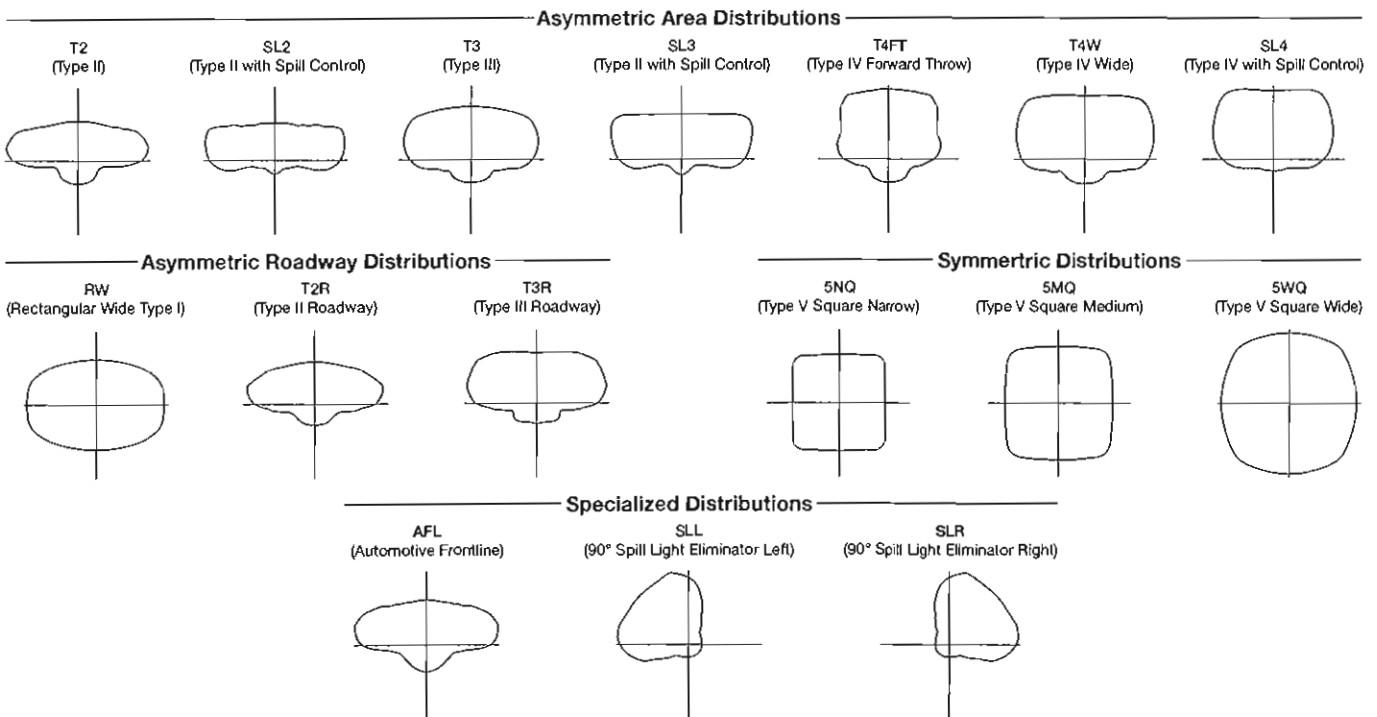 Asymmetric Area Distributions
T2
(Type II)
SL2
(Type II with Spill Control)
T3
(Type III)
SL3
(Type II with Spill Control)
T4FT
(Type IV Forward Throw)
T4W
(Type IV Wide)
SL4
(Type IV with Spill Control)
Asymmetric Roadway Distributions
RW
(Rectangular Wide Type I)
T2R
(Type II Roadway)
T3R
(Type III Roadway)
Symmertric Distributions
5NQ
(Type V Square Narrow)
5MQ
(Type V Square Medium)
5WQ
(Type V Square Wide)
Specialized Distributions
AFL
(Automotive Frontline)
SLL
(90° Spill Light Eliminator Left)
SLR
(90° Spill Light Eliminator Right)